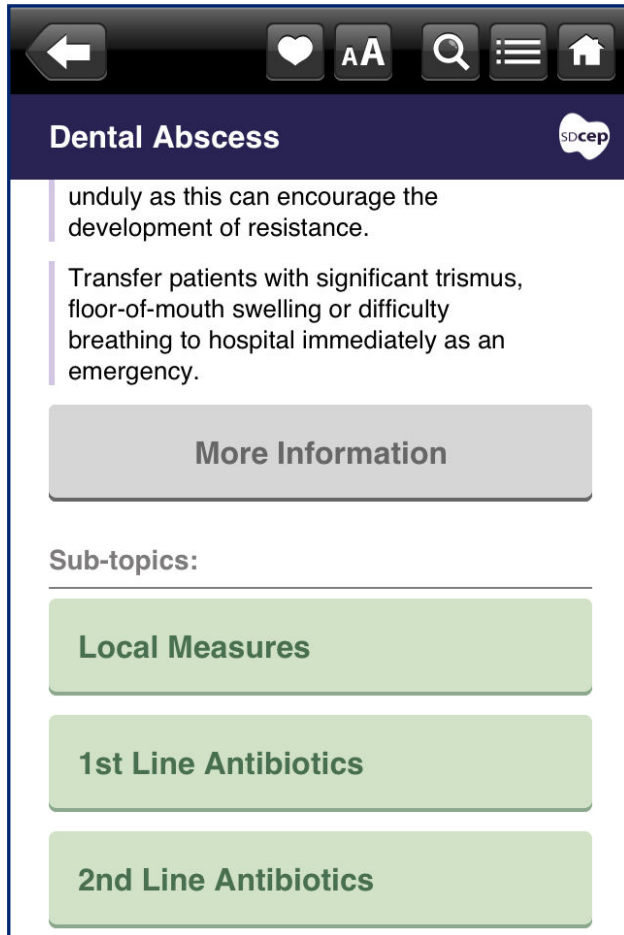 AA
Dental Abscess
SDcep
unduly as this can encourage the
development of resistance.
Transfer patients with significant trismus,
floor-of-mouth swelling or difficulty
breathing to hospital immediately as an
emergency.
More Information
Sub-topics:
Local Measures
1st Line Antibiotics
2nd Line Antibiotics